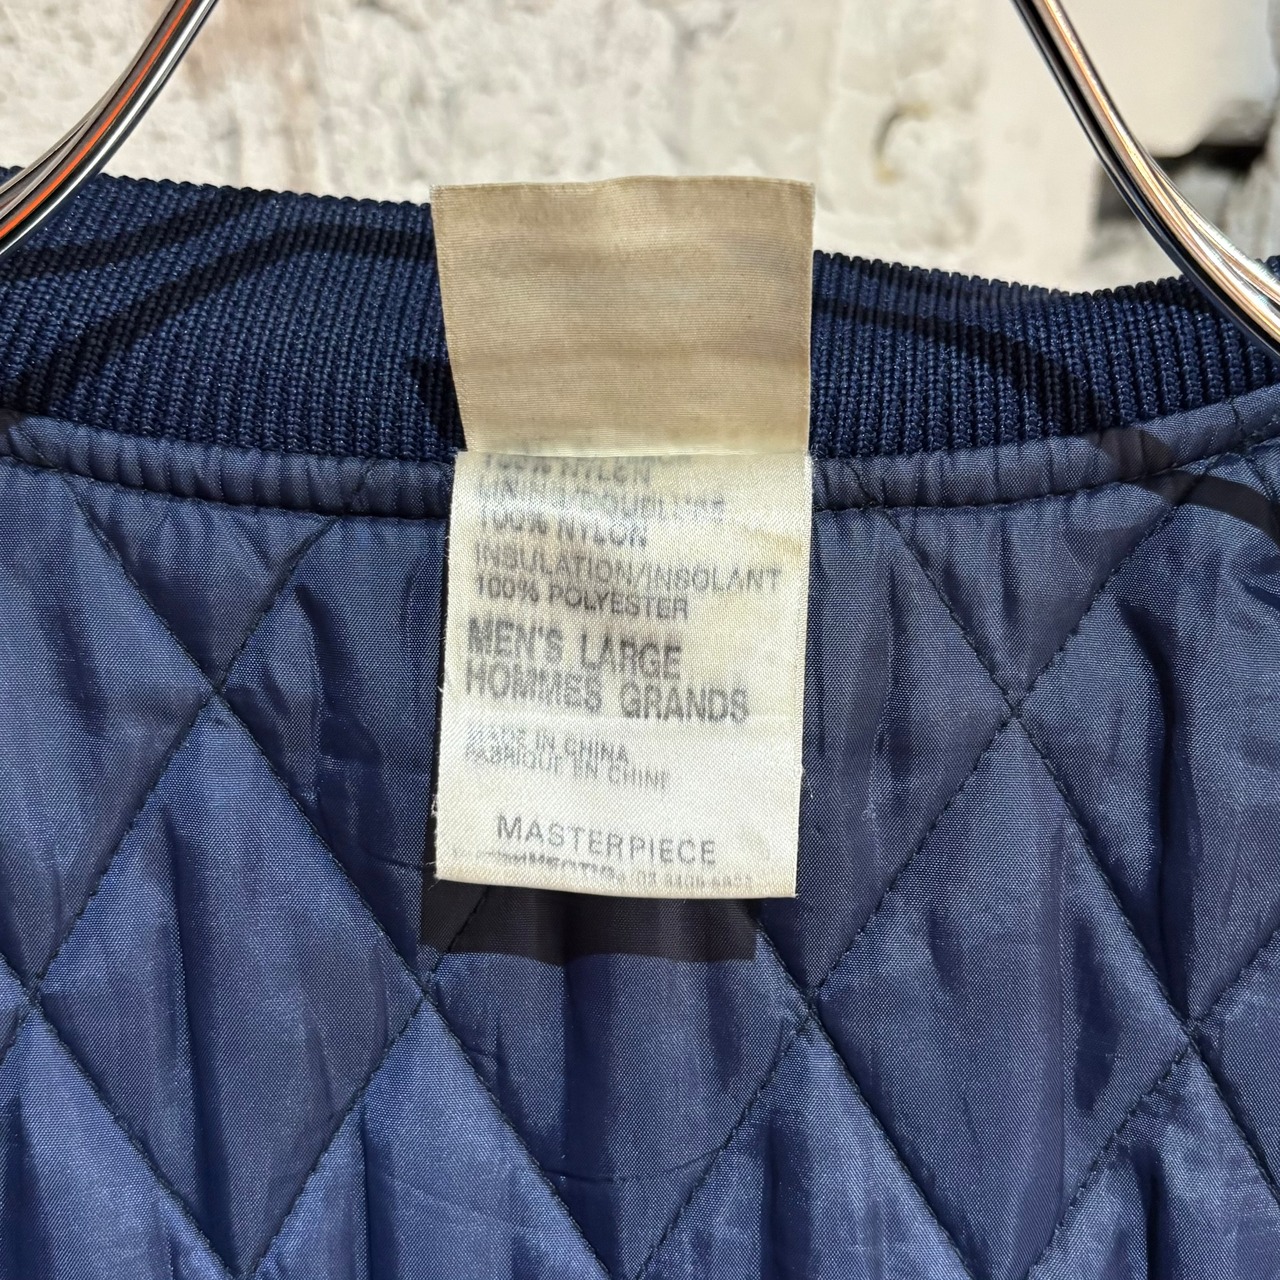 100% NYLON
100% NYLON
INSULATION/INSOLANT
100% POLYESTER
MEN'S LARGE
HOMMES GRANDS
MADE IN CHINA
FABRIQUE EN CHINE
MASTERPIECE